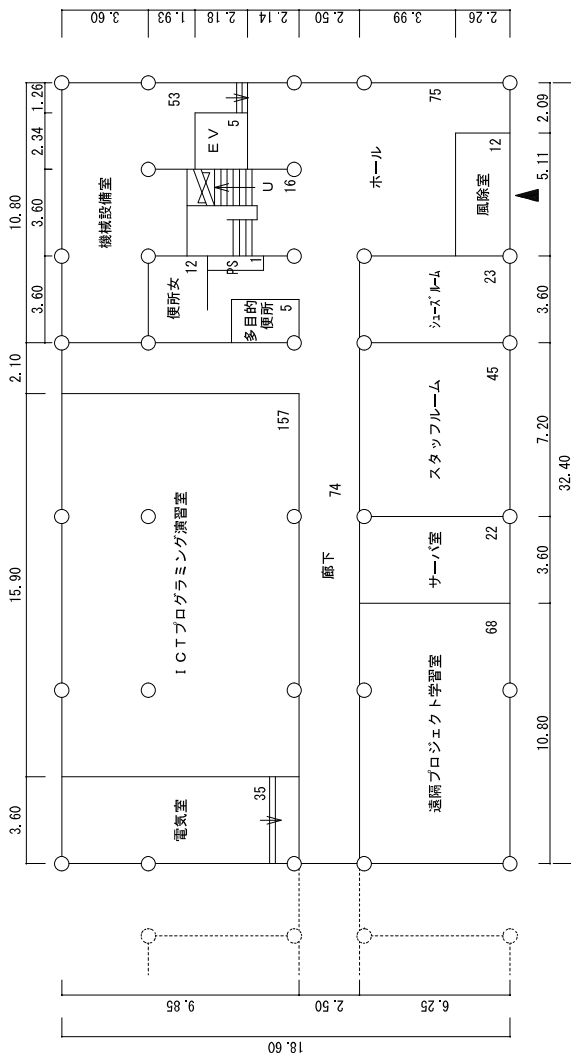 3.60
1.93
2.18
2.14
2.50
3.99
2.26
1.26
2.34
10.80
3.60
3.60
2.10
15.90
3.60
機械設備室
53
5
EV
U
16
便所女
12
PS
1
多目的
便所
5
ホール
75
風除室
12
シューズルーム
23
ICTプログラミング演習室
157
廊下
74
スタッフルーム
45
サーバ室
22
遠隔プロジェクト学習室
68
電気室
35
2.09
5.11
3.60
7.20
3.60
10.80
32.40
9.85
2.50
6.25
18.60